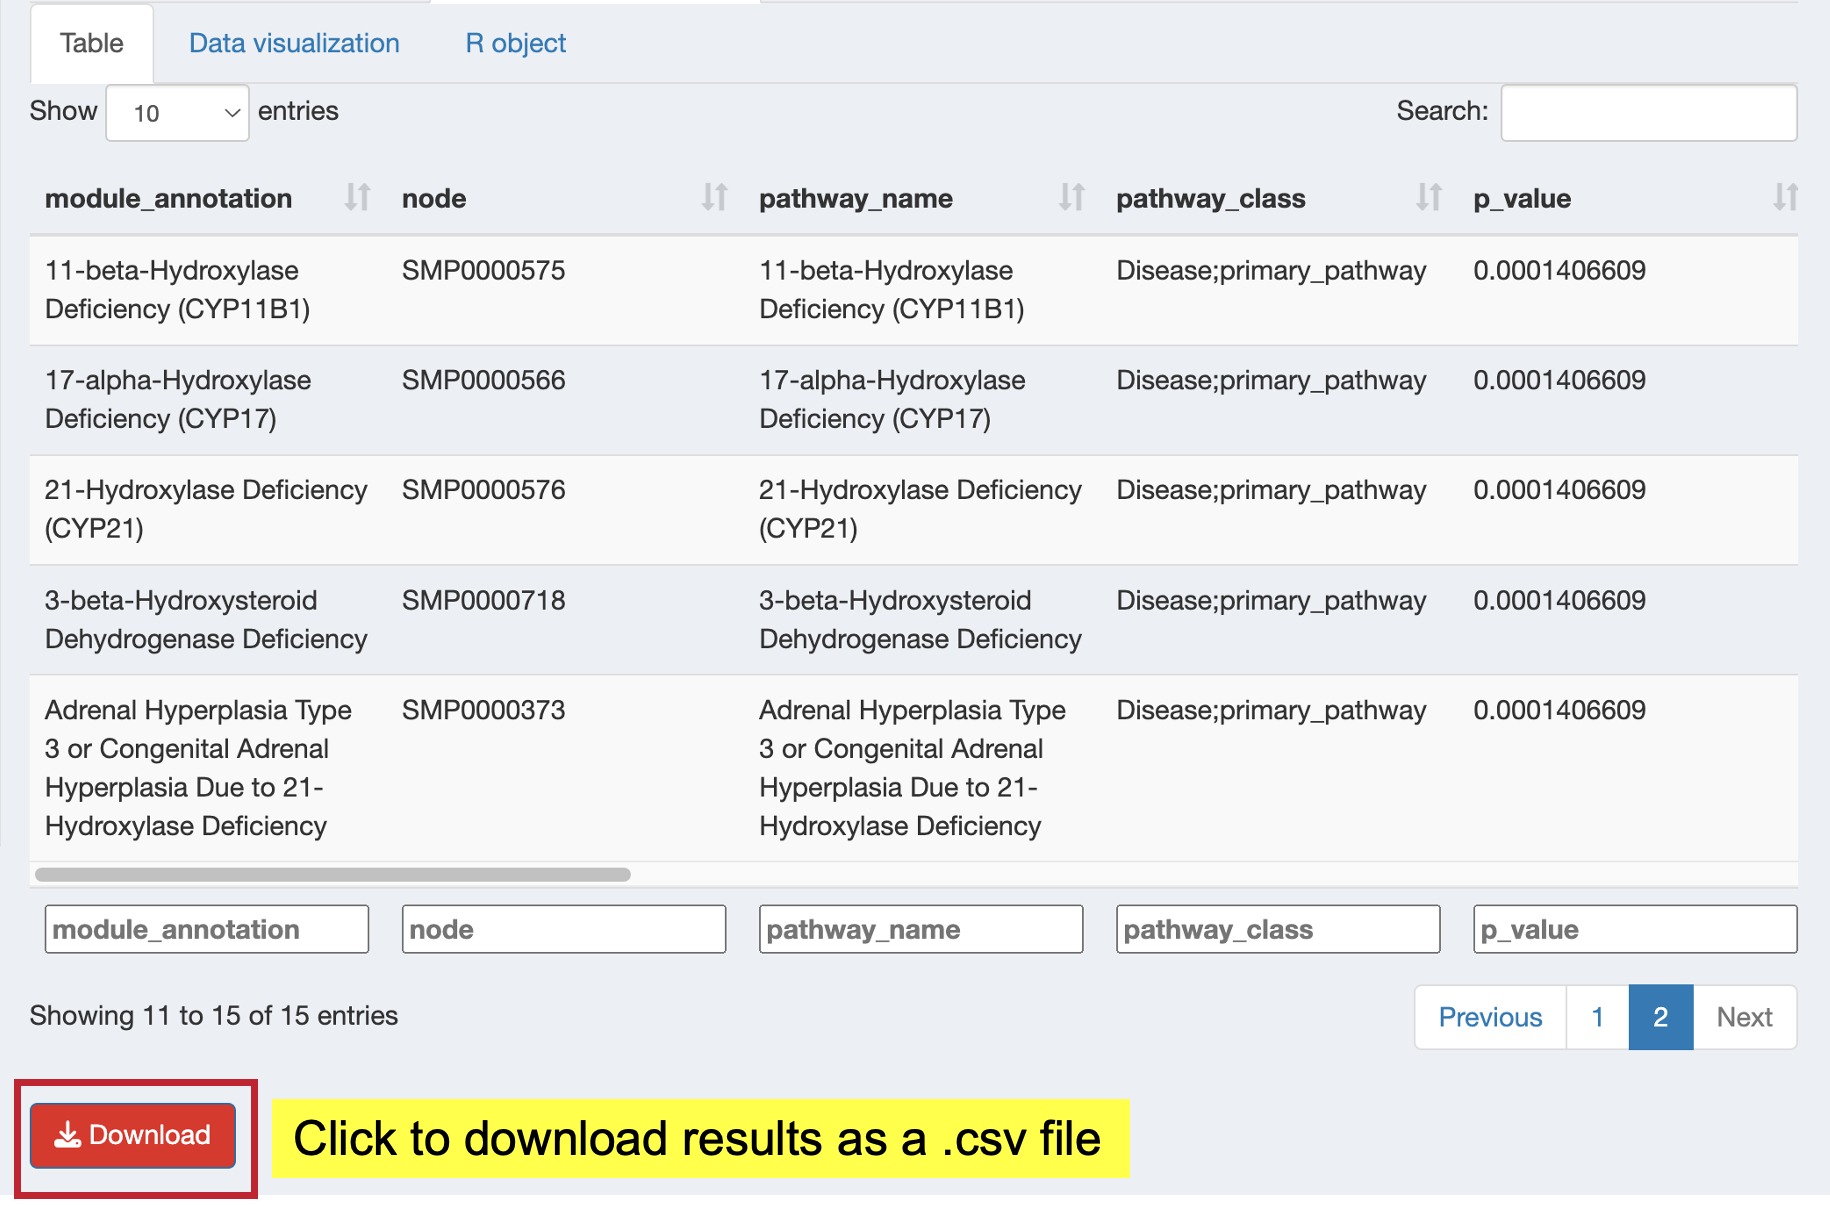 Table Data visualization R object
Show 10 entries Search:
module_annotation node pathway_name pathway_class p_value
11-beta-Hydroxylase SMP0000575 11-beta-Hydroxylase Disease;primary_pathway 0.0001406609
Deficiency (CYP11B1) Deficiency (CYP11B1)
17-alpha-Hydroxylase SMP0000566 17-alpha-Hydroxylase Disease;primary_pathway 0.0001406609
Deficiency (CYP17) Deficiency (CYP17)
21-Hydroxylase Deficiency SMP0000576 21-Hydroxylase Deficiency Disease;primary_pathway 0.0001406609
(CYP21) (CYP21)
3-beta-Hydroxysteroid SMP0000718 3-beta-Hydroxysteroid Disease;primary_pathway 0.0001406609
Dehydrogenase Deficiency Dehydrogenase Deficiency
Adrenal Hyperplasia Type SMP0000373 Adrenal Hyperplasia Type Disease;primary_pathway 0.0001406609
3 or Congenital Adrenal 3 or Congenital Adrenal
Hyperplasia Due to 21- Hyperplasia Due to 21-
Hydroxylase Deficiency Hydroxylase Deficiency
module_annotation node pathway_name pathway_class p_value
Showing 11 to 15 of 15 entries Previous 1 2 Next
Download Click to download results as a .csv file